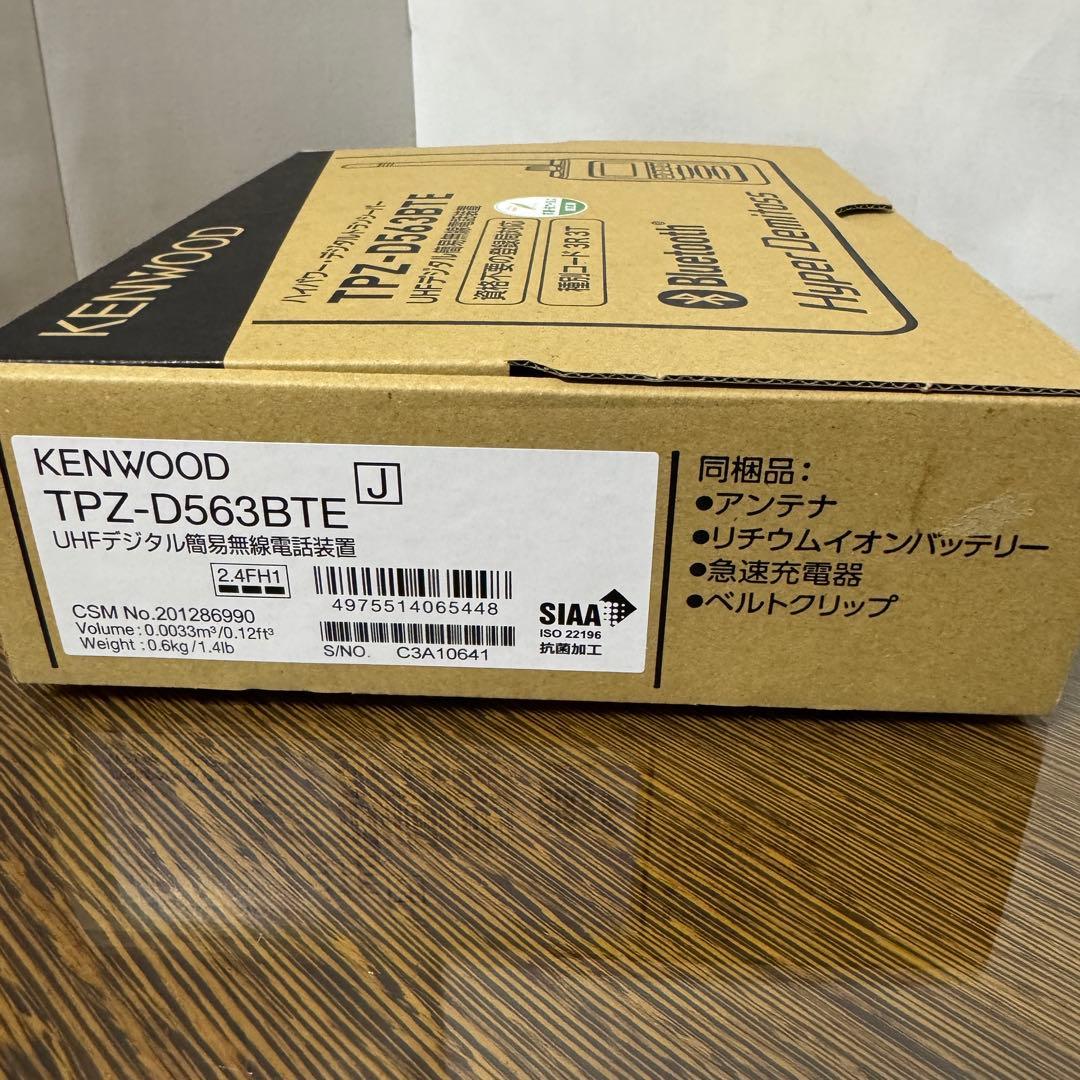 KENWOOD
ハイパワー・デジタルトランシーバー
TPZ-D563BTE
UHFデジタル簡易無線電話装置
資格不要の登録局対応
種別コード 3R 3T
Bluetooth®
Hyper Demitoss
KENWOOD
J
TPZ-D563BTE
UHFデジタル簡易無線電話装置
2.4FH1
4975514065448
CSM No.201286990
Volume : 0.0033m³/0.12ft³
Weight : 0.6kg/1.4lb
S/NO. C3A10641
SIAA
ISO 22196
抗菌加工
同梱品：
●アンテナ
●リチウムイオンバッテリー
●急速充電器
●ベルトクリップ